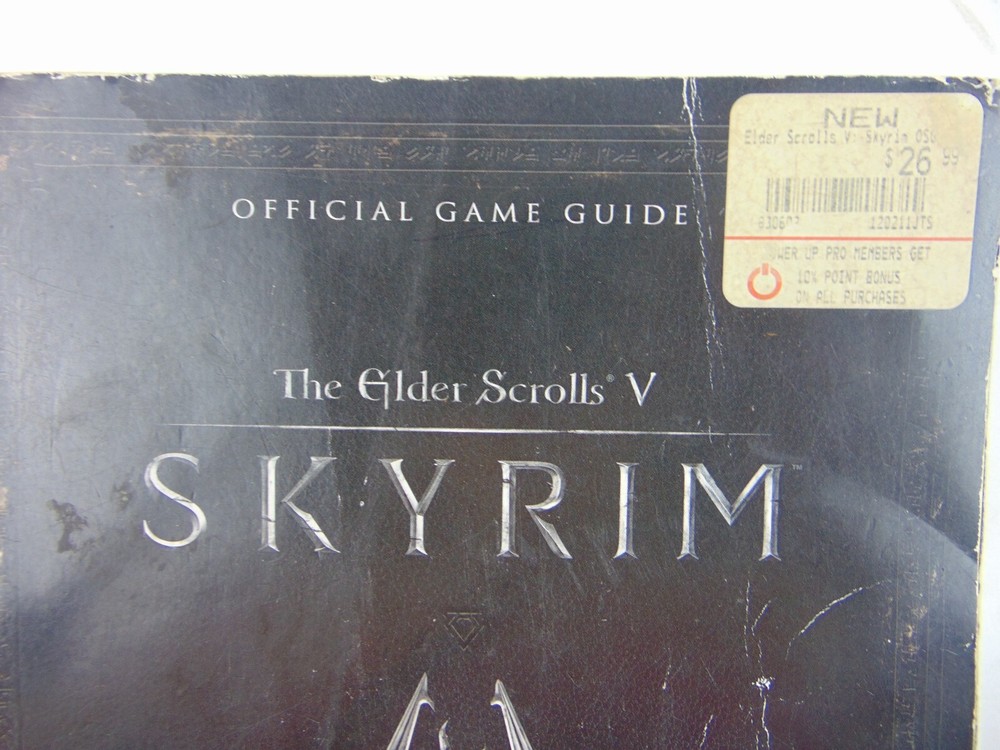 NEW
Elder Scrolls V: Skyrim OSG
$26.99
120211JTS
WER UP PRO MEMBERS GET
10% POINT BONUS
ON ALL PURCHASES
OFFICIAL GAME GUIDE
The Elder Scrolls® V
SKYRIM™